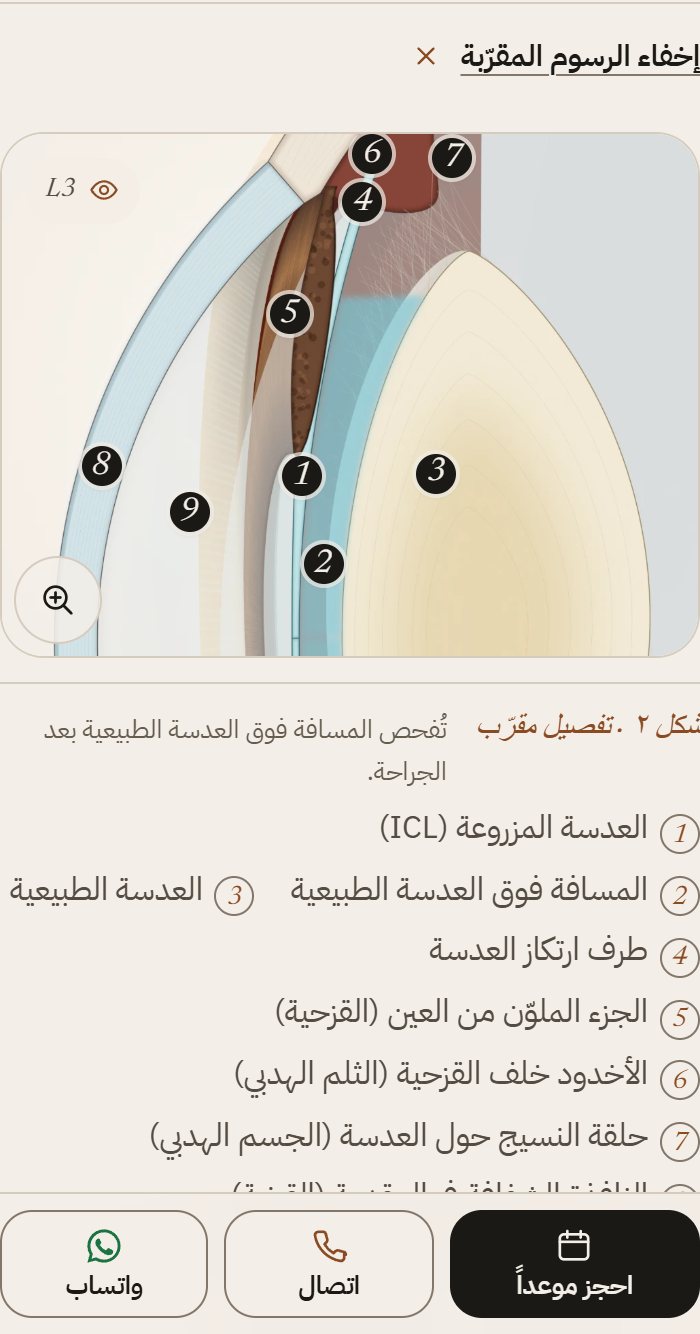 إخفاء الرسوم المقرّبة
L3
6
7
4
5
8
1
3
9
2
شكل ٢ . تفصيل مقرّب
تُفحص المسافة فوق العدسة الطبيعية بعد
الجراحة.
1 العدسة المزروعة (ICL)
2 المسافة فوق العدسة الطبيعية 3 العدسة الطبيعية
4 طرف ارتكاز العدسة
5 الجزء الملوّن من العين (القزحية)
6 الأخدود خلف القزحية (الثلم الهدبي)
7 حلقة النسيج حول العدسة (الجسم الهدبي)
احجز موعداً
اتصال
واتساب